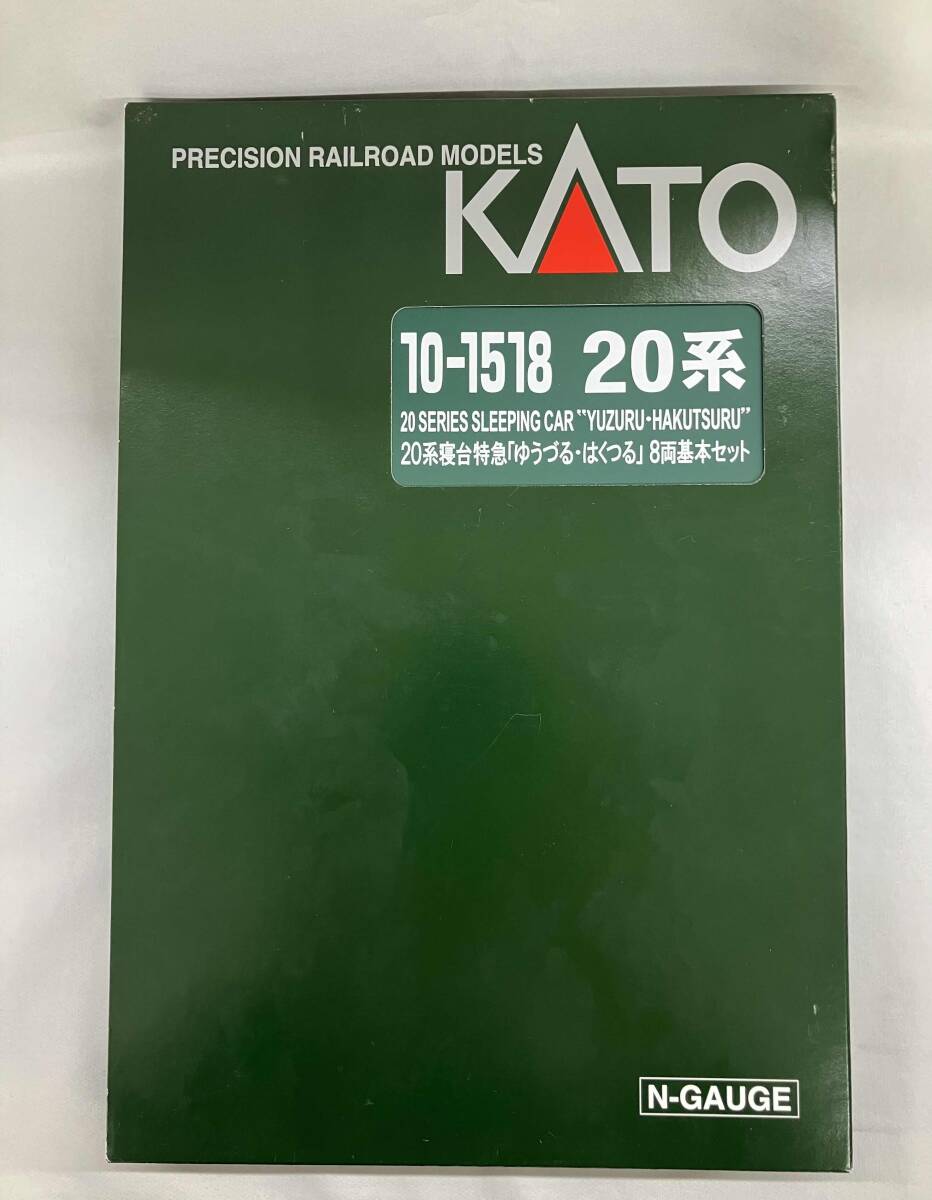 PRECISION RAILROAD MODELS
KATO
10-1518 20系
20 SERIES SLEEPING CAR "YUZURU・HAKUTSURU"
20系寝台特急「ゆうづる・はくつる」 8両基本セット
N-GAUGE